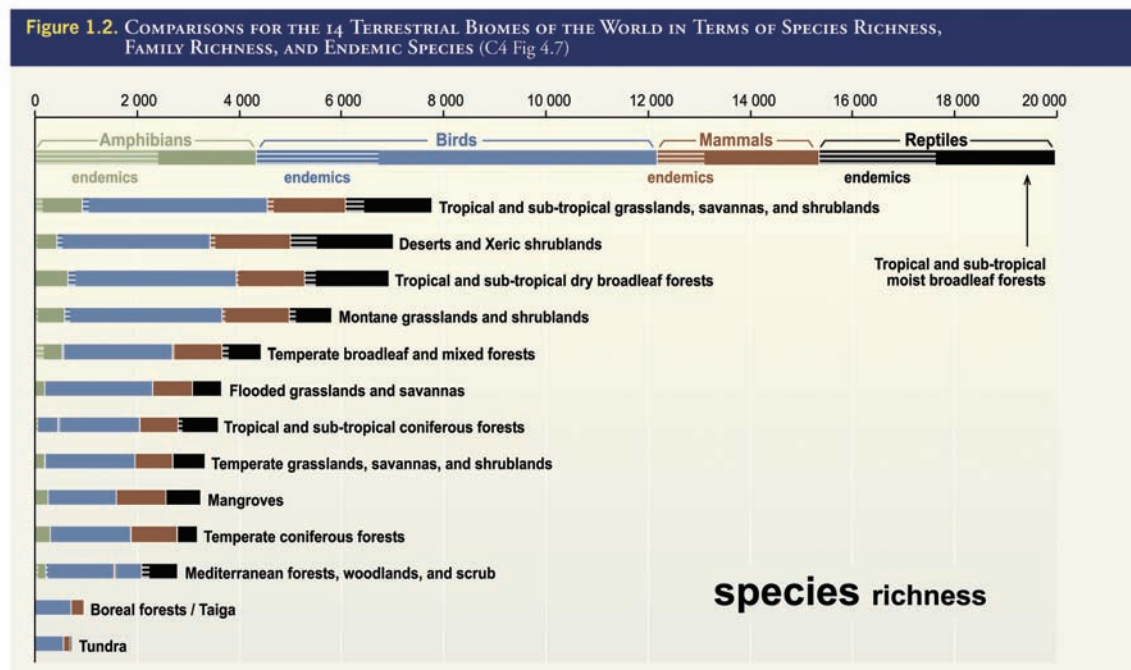 Figure 1.2. Comparisons for the 14 Terrestrial Biomes of the World in Terms of Species Richness,
Family Richness, and Endemic Species (C4 Fig 4.7)
0 2 000 4 000 6 000 8 000 10 000 12 000 14 000 16 000 18 000 20 000
Amphibians Birds Mammals Reptiles
endemics endemics endemics endemics
Tropical and sub-tropical grasslands, savannas, and shrublands
Deserts and Xeric shrublands
Tropical and sub-tropical
moist broadleaf forests
Tropical and sub-tropical dry broadleaf forests
Montane grasslands and shrublands
Temperate broadleaf and mixed forests
Flooded grasslands and savannas
Tropical and sub-tropical coniferous forests
Temperate grasslands, savannas, and shrublands
Mangroves
Temperate coniferous forests
Mediterranean forests, woodlands, and scrub
species richness
Boreal forests / Taiga
Tundra